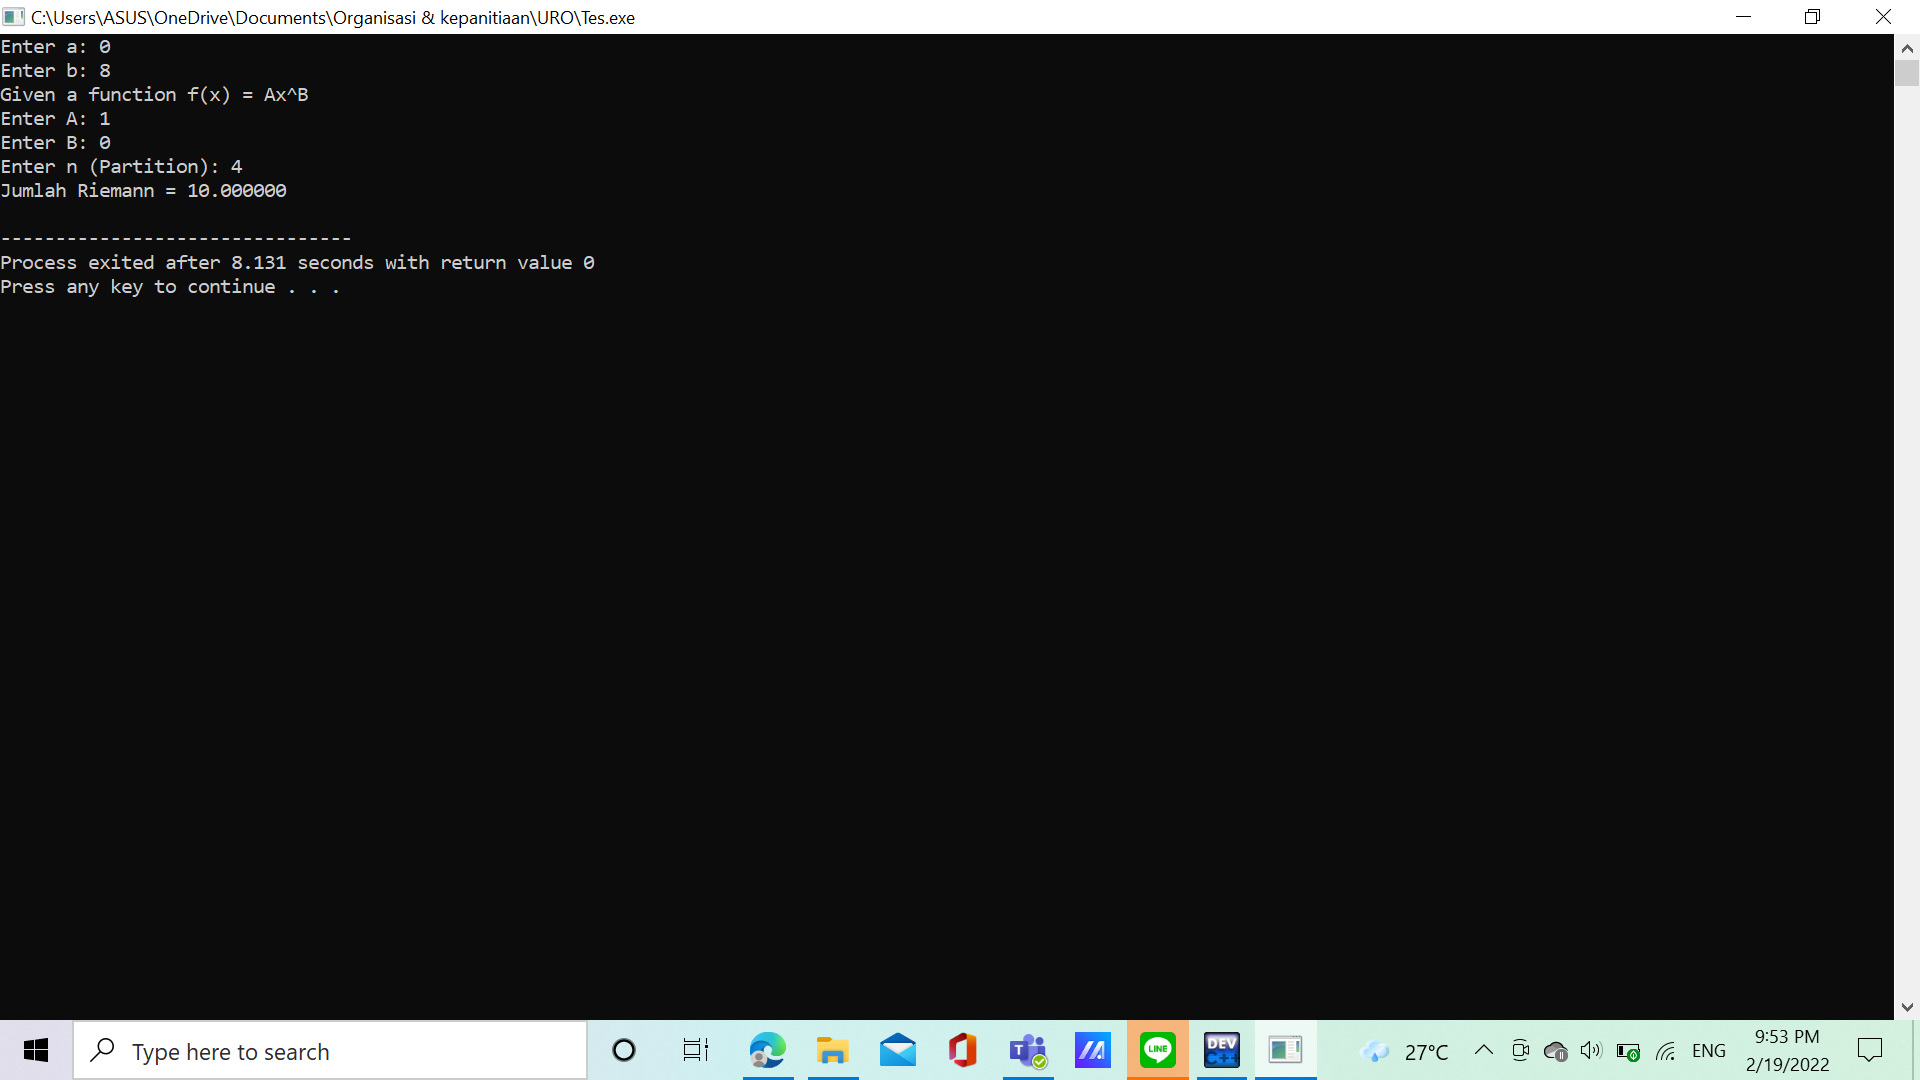 C:\Users\ASUS\OneDrive\Documents\Organisasi & kepanitiaan\URO\Tes.exe
Enter a: 0
Enter b: 8
Given a function f(x) = Ax^B
Enter A: 1
Enter B: 0
Enter n (Partition): 4
Jumlah Riemann = 10.000000
--------------------------------
Process exited after 8.131 seconds with return value 0
Press any key to continue . . .
Type here to search
LINE
DEV
C++
27°C
ENG
9:53 PM
2/19/2022